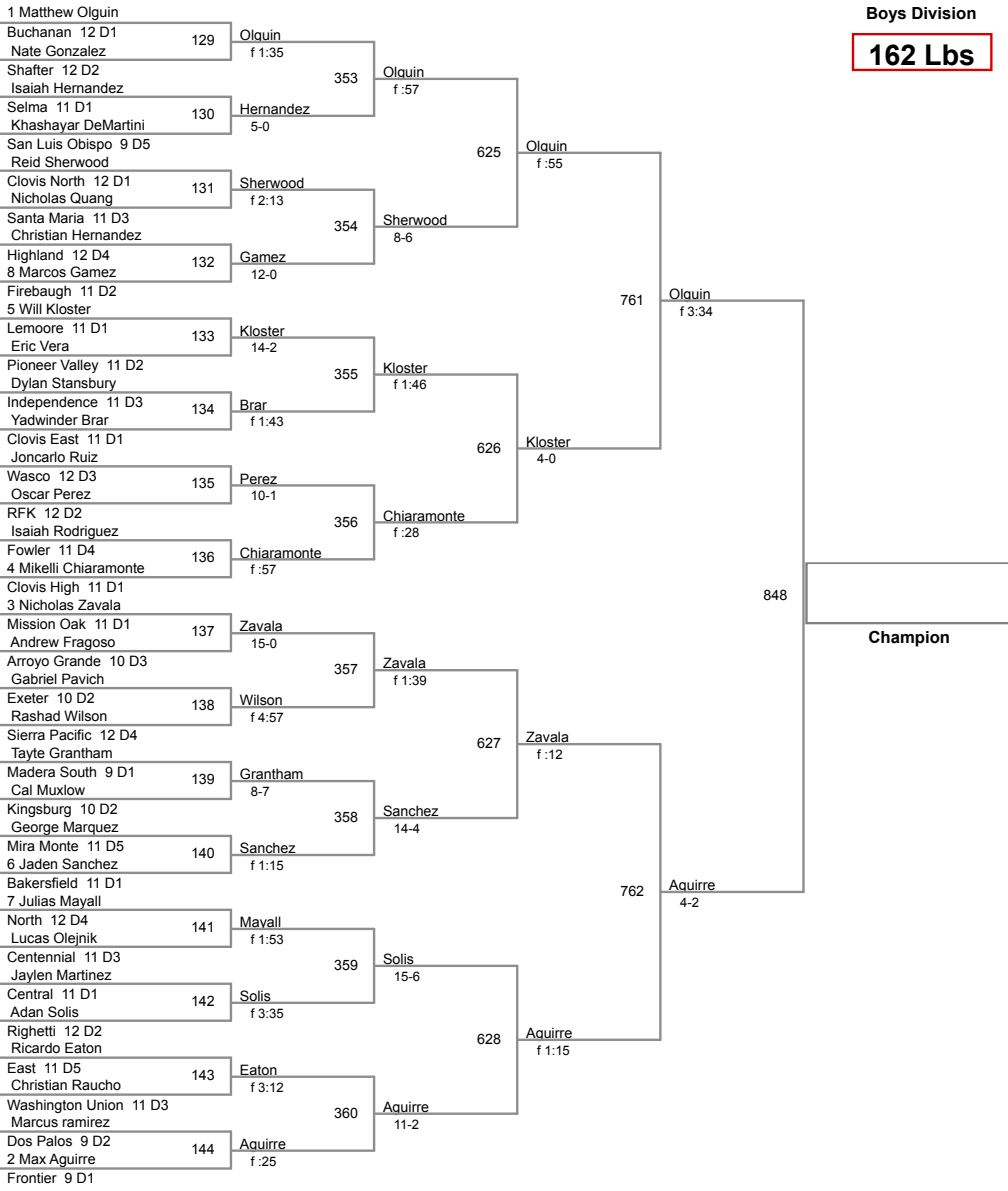 Boys Division
162 Lbs
1 Matthew Olguin
Buchanan 12 D1
Nate Gonzalez
Shafter 12 D2
Isaiah Hernandez
Selma 11 D1
Khashayar DeMartini
San Luis Obispo 9 D5
Reid Sherwood
Clovis North 12 D1
Nicholas Quang
Santa Maria 11 D3
Christian Hernandez
Highland 12 D4
8 Marcos Gamez
Firebaugh 11 D2
5 Will Kloster
Lemoore 11 D1
Eric Vera
Pioneer Valley 11 D2
Dylan Stansbury
Independence 11 D3
Yadwinder Brar
Clovis East 11 D1
Joncarlo Ruiz
Wasco 12 D3
Oscar Perez
RFK 12 D2
Isaiah Rodriguez
Fowler 11 D4
4 Mikelli Chiaramonte
Clovis High 11 D1
3 Nicholas Zavala
Mission Oak 11 D1
Andrew Fragoso
Arroyo Grande 10 D3
Gabriel Pavich
Exeter 10 D2
Rashad Wilson
Sierra Pacific 12 D4
Tayte Grantham
Madera South 9 D1
Cal Muxlow
Kingsburg 10 D2
George Marquez
Mira Monte 11 D5
6 Jaden Sanchez
Bakersfield 11 D1
7 Julias Mayall
North 12 D4
Lucas Olejnik
Centennial 11 D3
Jaylen Martinez
Central 11 D1
Adan Solis
Righetti 12 D2
Ricardo Eaton
East 11 D5
Christian Raucho
Washington Union 11 D3
Marcus ramirez
Dos Palos 9 D2
2 Max Aguirre
Frontier 9 D1
129
130
131
132
133
134
135
136
137
138
139
140
141
142
143
144
Olguin
f 1:35
Hernandez
5-0
Sherwood
f 2:13
Gamez
12-0
Kloster
14-2
Brar
f 1:43
Perez
10-1
Chiaramonte
f :57
Zavala
15-0
Wilson
f 4:57
Grantham
8-7
Sanchez
f 1:15
Mayall
f 1:53
Solis
f 3:35
Eaton
f 3:12
Aguirre
f :25
353
354
355
356
357
358
359
360
Olguin
f :57
Sherwood
8-6
Kloster
f 1:46
Chiaramonte
f :28
Zavala
f 1:39
Sanchez
14-4
Solis
15-6
Aguirre
11-2
625
626
627
628
Olguin
f :55
Kloster
4-0
Zavala
f :12
Aguirre
f 1:15
761
762
Olguin
f 3:34
Aguirre
4-2
848
Champion